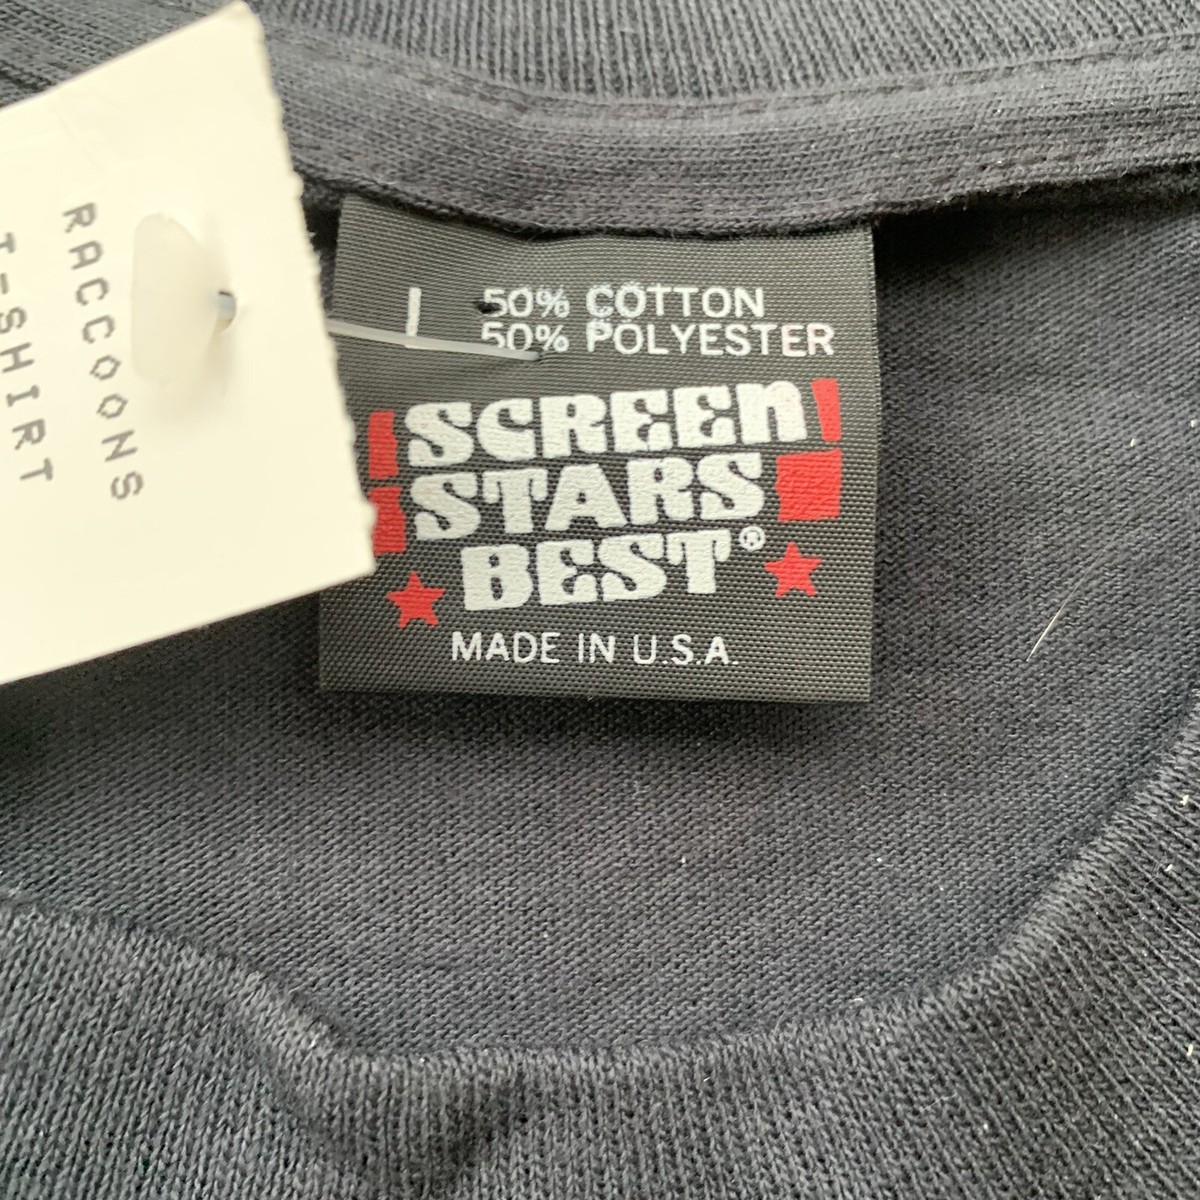 RACCOONS
T-SHIRT
L 50% COTTON
50% POLYESTER
SCREEn
STARS
BEST®
MADE IN U.S.A.